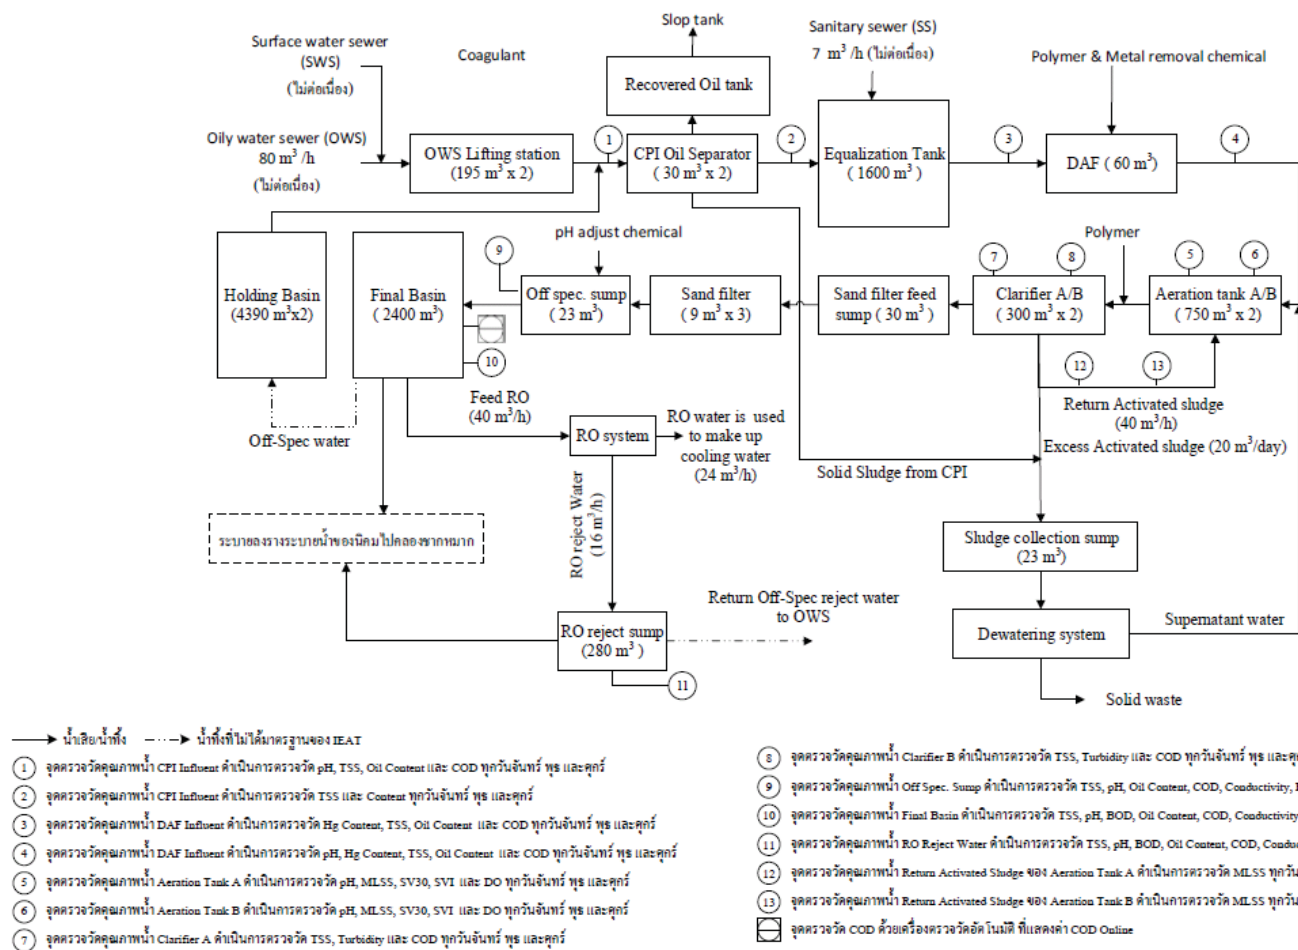 Slop tank
Surface water sewer
(SWS)
(ไม่ต่อเนื่อง)
Coagulant
Recovered Oil tank
Sanitary sewer (SS)
7 m³ /h (ไม่ต่อเนื่อง)
Polymer & Metal removal chemical
Oily water sewer (OWS)
80 m³ /h
(ไม่ต่อเนื่อง)
OWS Lifting station
(195 m³ x 2)
1
CPI Oil Separator
( 30 m³ x 2)
2
Equalization Tank
( 1600 m³ )
3
DAF ( 60 m³)
4
Holding Basin
(4390 m³x2)
Final Basin
( 2400 m³)
9
pH adjust chemical
Off spec. sump
( 23 m³)
Sand filter
( 9 m³ x 3)
Sand filter feed
sump ( 30 m³ )
7
8
Clarifier A/B
( 300 m³ x 2)
Polymer
5
6
Aeration tank A/B
( 750 m³ x 2)
10
12
13
Return Activated sludge
(40 m³/h)
Excess Activated sludge (20 m³/day)
Off-Spec water
Feed RO
(40 m³/h)
RO system
RO water is used
to make up
cooling water
(24 m³/h)
Solid Sludge from CPI
RO reject Water
(16 m³/h)
ระบายลงรางระบายน้ำของนิคมไปคลองชากหมาก
Sludge collection sump
(23 m³)
Return Off-Spec reject water
to OWS
RO reject sump
(280 m³ )
11
Dewatering system
Supernatant water
Solid waste
น้ำเสีย/น้ำทิ้ง
น้ำทิ้งที่ไม่ได้มาตรฐานของ IEAT
1 จุดตรวจวัดคุณภาพน้ำ CPI Influent ดำเนินการตรวจวัด pH, TSS, Oil Content และ COD ทุกวันจันทร์ พุธ และศุกร์
2 จุดตรวจวัดคุณภาพน้ำ CPI Influent ดำเนินการตรวจวัด TSS และ Content ทุกวันจันทร์ พุธ และศุกร์
3 จุดตรวจวัดคุณภาพน้ำ DAF Influent ดำเนินการตรวจวัด Hg Content, TSS, Oil Content และ COD ทุกวันจันทร์ พุธ และศุกร์
4 จุดตรวจวัดคุณภาพน้ำ DAF Influent ดำเนินการตรวจวัด pH, Hg Content, TSS, Oil Content และ COD ทุกวันจันทร์ พุธ และศุกร์
5 จุดตรวจวัดคุณภาพน้ำ Aeration Tank A ดำเนินการตรวจวัด pH, MLSS, SV30, SVI และ DO ทุกวันจันทร์ พุธ และศุกร์
6 จุดตรวจวัดคุณภาพน้ำ Aeration Tank B ดำเนินการตรวจวัด pH, MLSS, SV30, SVI และ DO ทุกวันจันทร์ พุธ และศุกร์
7 จุดตรวจวัดคุณภาพน้ำ Clarifier A ดำเนินการตรวจวัด TSS, Turbidity และ COD ทุกวันจันทร์ พุธ และศุกร์
8 จุดตรวจวัดคุณภาพน้ำ Clarifier B ดำเนินการตรวจวัด TSS, Turbidity และ COD ทุกวันจันทร์ พุธ
9 จุดตรวจวัดคุณภาพน้ำ Off Spec. Sump ดำเนินการตรวจวัด TSS, pH, Oil Content, COD, Conductivity,
10 จุดตรวจวัดคุณภาพน้ำ Final Basin ดำเนินการตรวจวัด TSS, pH, BOD, Oil Content, COD, Conductivity
11 จุดตรวจวัดคุณภาพน้ำ RO Reject Water ดำเนินการตรวจวัด TSS, pH, BOD, Oil Content, COD,
12 จุดตรวจวัดคุณภาพน้ำ Return Activated Sludge ของ Aeration Tank A ดำเนินการตรวจวัด MLSS
13 จุดตรวจวัดคุณภาพน้ำ Return Activated Sludge ของ Aeration Tank B ดำเนินการตรวจวัด MLSS
จุดตรวจวัด COD ด้วยเครื่องตรวจวัดอัตโนมัติ ที่แสดงค่า COD Online